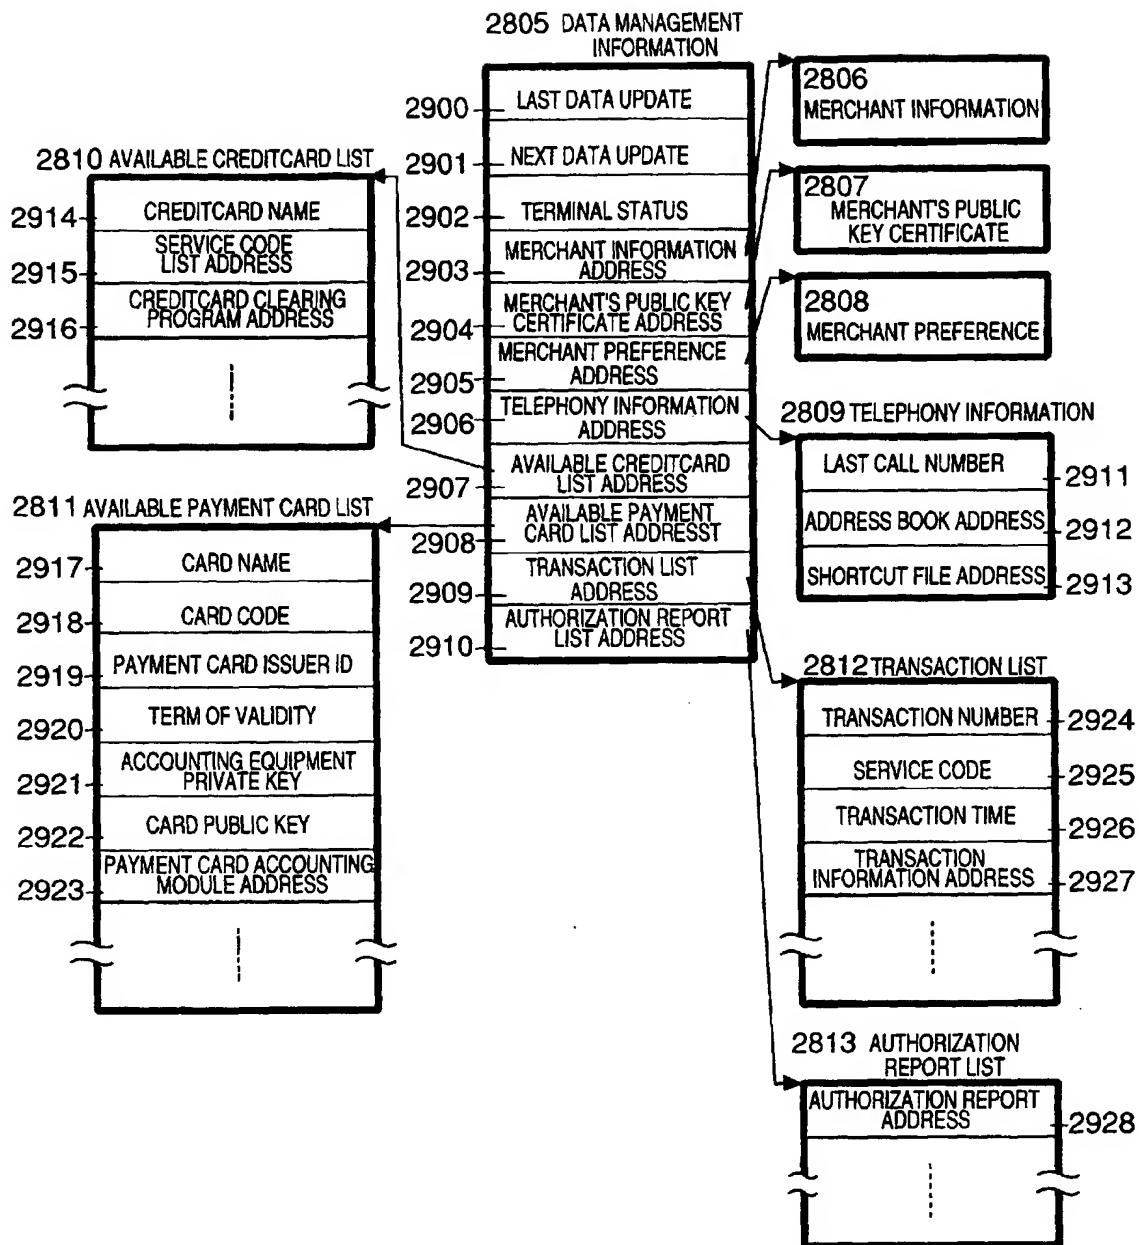 2805 DATA MANAGEMENT
INFORMATION
2900 LAST DATA UPDATE
2901 NEXT DATA UPDATE
2902 TERMINAL STATUS
2903 MERCHANT INFORMATION
ADDRESS
2904 MERCHANT'S PUBLIC KEY
CERTIFICATE ADDRESS
2905 MERCHANT PREFERENCE
ADDRESS
2906 TELEPHONY INFORMATION
ADDRESS
2907 AVAILABLE CREDITCARD
LIST ADDRESS
2908 AVAILABLE PAYMENT
CARD LIST ADDRESST
2909 TRANSACTION LIST
ADDRESS
2910 AUTHORIZATION REPORT
LIST ADDRESS
2810 AVAILABLE CREDITCARD LIST
2914 CREDITCARD NAME
2915 SERVICE CODE
LIST ADDRESS
2916 CREDITCARD CLEARING
PROGRAM ADDRESS
2811 AVAILABLE PAYMENT CARD LIST
2917 CARD NAME
2918 CARD CODE
2919 PAYMENT CARD ISSUER ID
2920 TERM OF VALIDITY
2921 ACCOUNTING EQUIPMENT
PRIVATE KEY
2922 CARD PUBLIC KEY
2923 PAYMENT CARD ACCOUNTING
MODULE ADDRESS
2806
MERCHANT INFORMATION
2807
MERCHANT'S PUBLIC
KEY CERTIFICATE
2808
MERCHANT PREFERENCE
2809 TELEPHONY INFORMATION
LAST CALL NUMBER 2911
ADDRESS BOOK ADDRESS 2912
SHORTCUT FILE ADDRESS 2913
2812 TRANSACTION LIST
TRANSACTION NUMBER 2924
SERVICE CODE 2925
TRANSACTION TIME 2926
TRANSACTION
INFORMATION ADDRESS 2927
2813 AUTHORIZATION
REPORT LIST
AUTHORIZATION REPORT
ADDRESS 2928